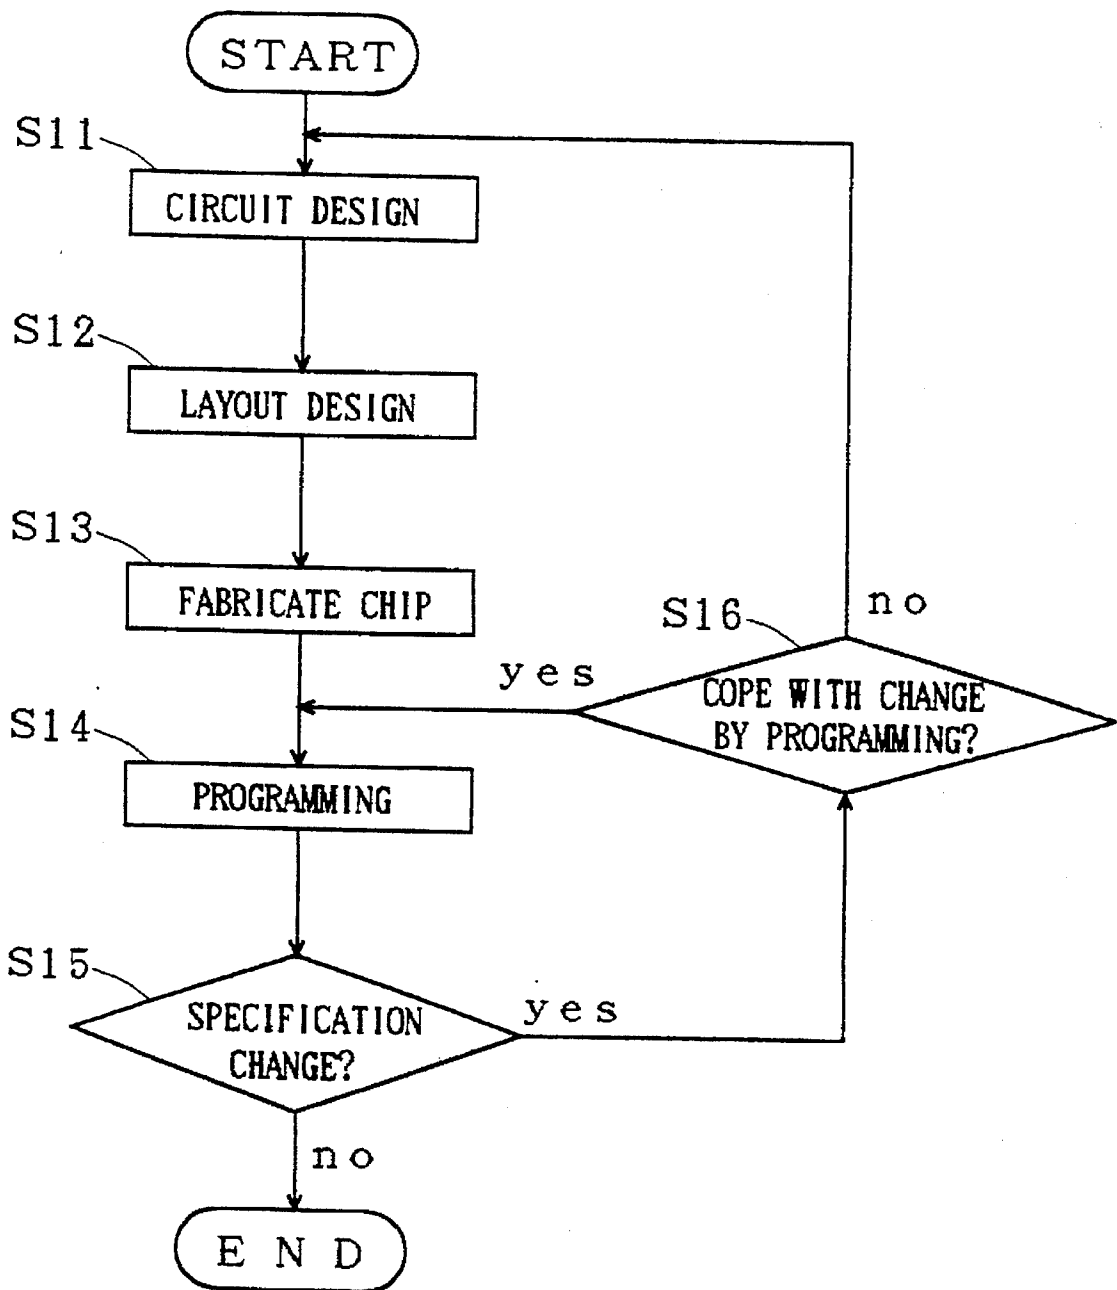 START
S11
CIRCUIT DESIGN
S12
LAYOUT DESIGN
S13
FABRICATE CHIP
S16
no
yes
COPE WITH CHANGE
BY PROGRAMMING?
S14
PROGRAMMING
S15
SPECIFICATION
CHANGE?
yes
no
END